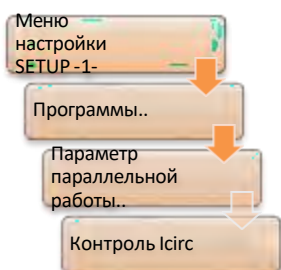 Меню
настройки
SETUP -1-
Программы..
Параметр
параллельной
работы..
Контроль Icirc